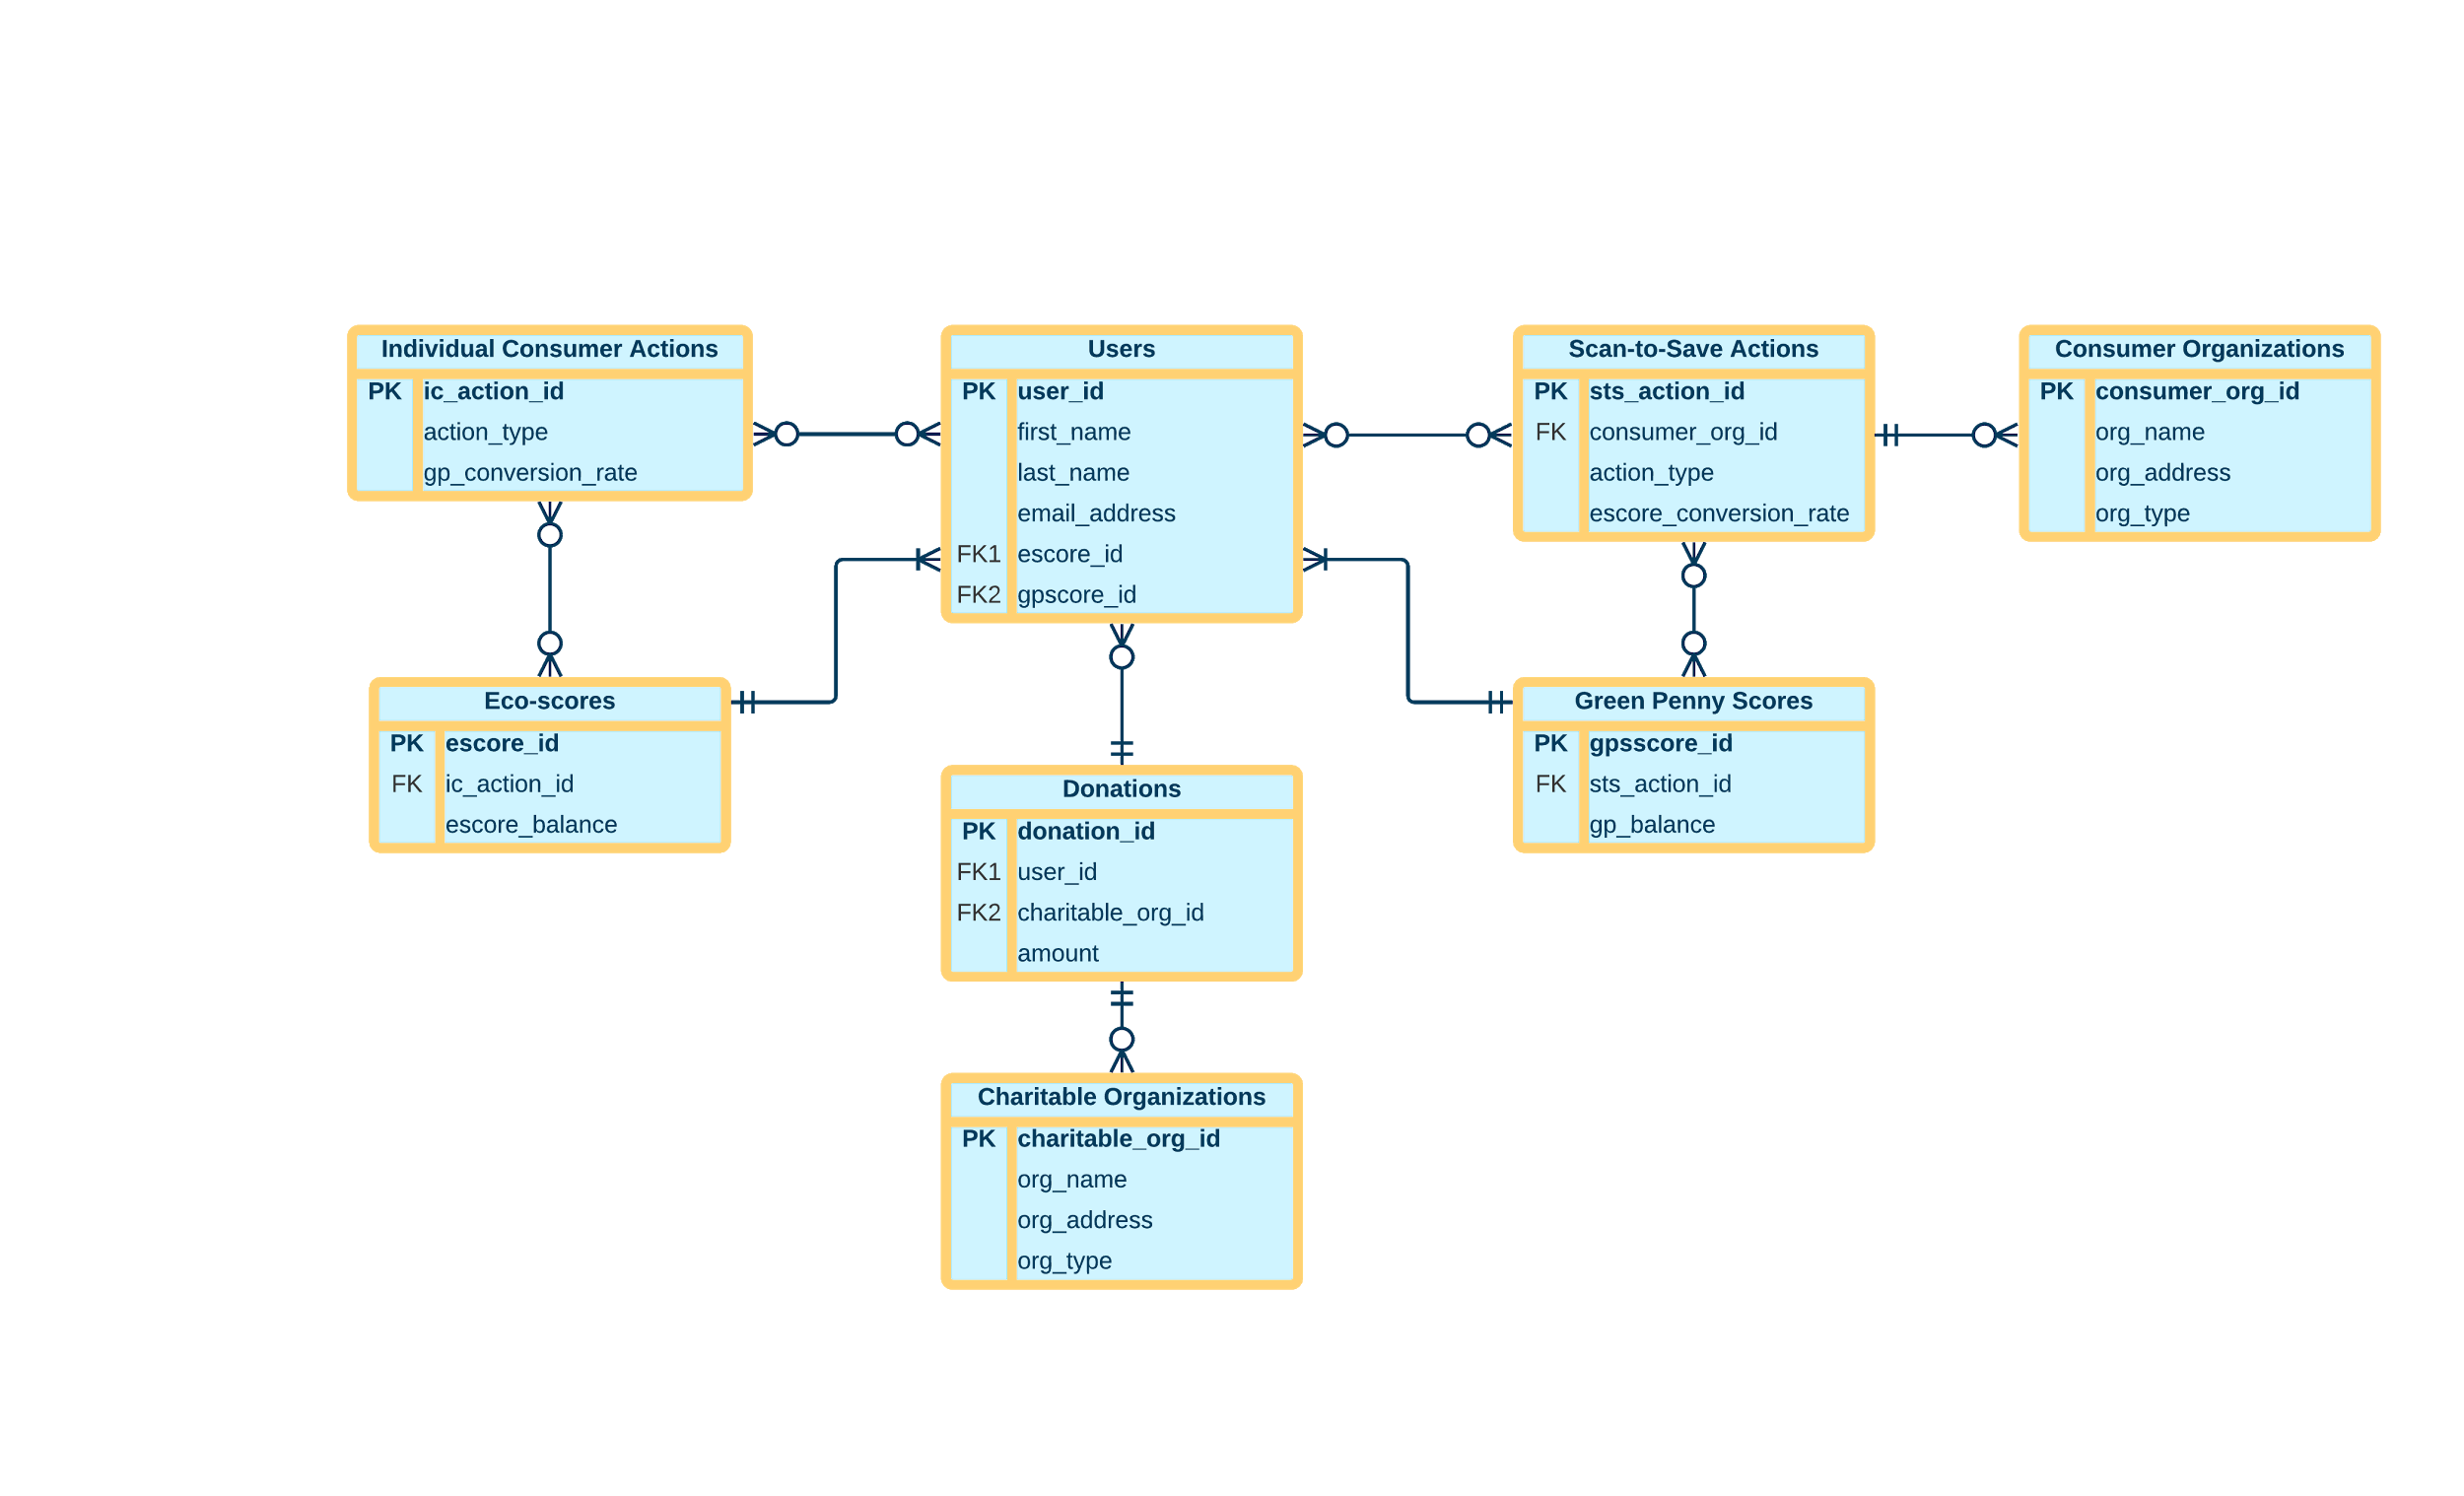 Individual Consumer Actions
PK ic_action_id
action_type
gp_conversion_rate
Users
PK user_id
first_name
last_name
email_address
FK1 escore_id
FK2 gpscore_id
Scan-to-Save Actions
PK sts_action_id
FK consumer_org_id
action_type
escore_conversion_rate
Consumer Organizations
PK consumer_org_id
org_name
org_address
org_type
Eco-scores
PK escore_id
FK ic_action_id
escore_balance
Donations
PK donation_id
FK1 user_id
FK2 charitable_org_id
amount
Green Penny Scores
PK gpsscore_id
FK sts_action_id
gp_balance
Charitable Organizations
PK charitable_org_id
org_name
org_address
org_type